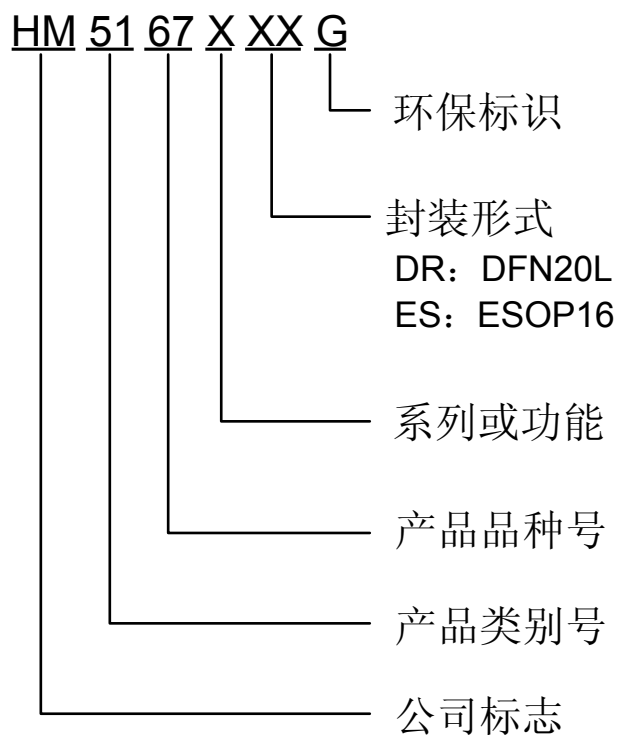 HM 51 67 X XX G
环保标识
封装形式
DR：DFN20L
ES：ESOP16
系列或功能
产品品种号
产品类别号
公司标志